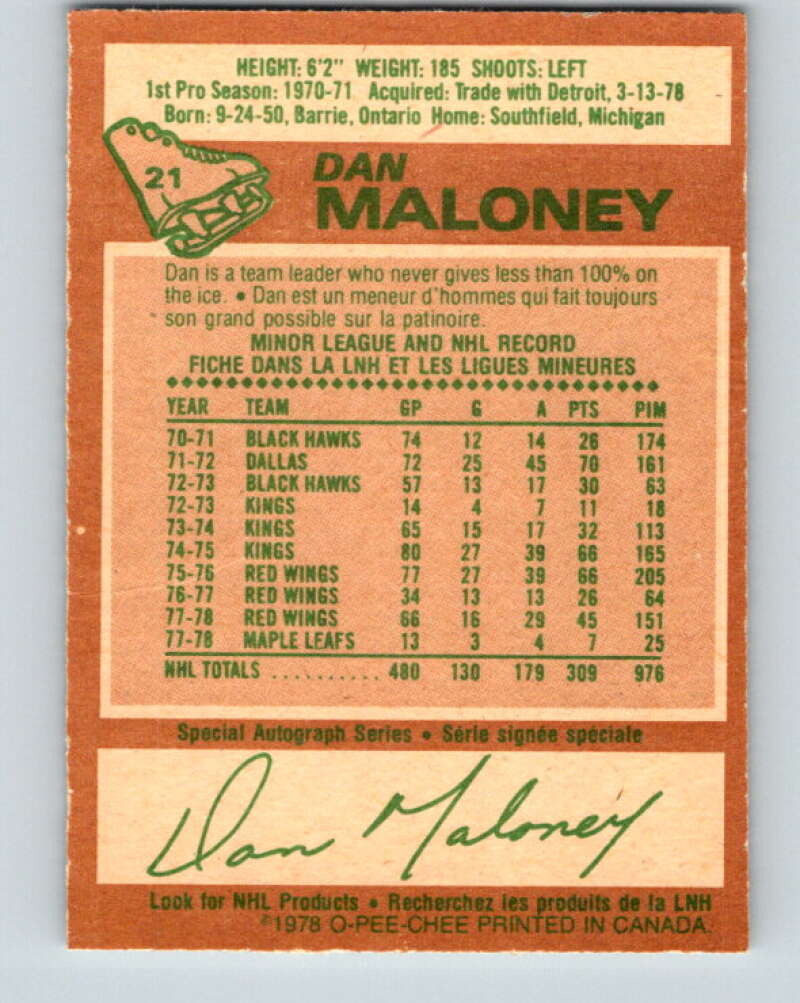 HEIGHT: 6'2" WEIGHT: 185 SHOOTS: LEFT
1st Pro Season: 1970-71 Acquired: Trade with Detroit, 3-13-78
Born: 9-24-50, Barrie, Ontario Home: Southfield, Michigan
21
DAN
MALONEY
Dan is a team leader who never gives less than 100% on
the ice. • Dan est un meneur d'hommes qui fait toujours
son grand possible sur la patinoire.
MINOR LEAGUE AND NHL RECORD
FICHE DANS LA LNH ET LES LIGUES MINEURES
YEAR TEAM GP G A PTS PIM
70-71 BLACK HAWKS 74 12 14 26 174
71-72 DALLAS 72 25 45 70 161
72-73 BLACK HAWKS 57 13 17 30 63
72-73 KINGS 14 4 7 11 18
73-74 KINGS 65 15 17 32 113
74-75 KINGS 80 27 39 66 165
75-76 RED WINGS 77 27 39 66 205
76-77 RED WINGS 34 13 13 26 64
77-78 RED WINGS 66 16 29 45 151
77-78 MAPLE LEAFS 13 3 4 7 25
NHL TOTALS .......... 480 130 179 309 976
Special Autograph Series • Série signée spéciale
Dan Maloney
Look for NHL Products • Recherchez les produits de la LNH
©1978 O-PEE-CHEE PRINTED IN CANADA.